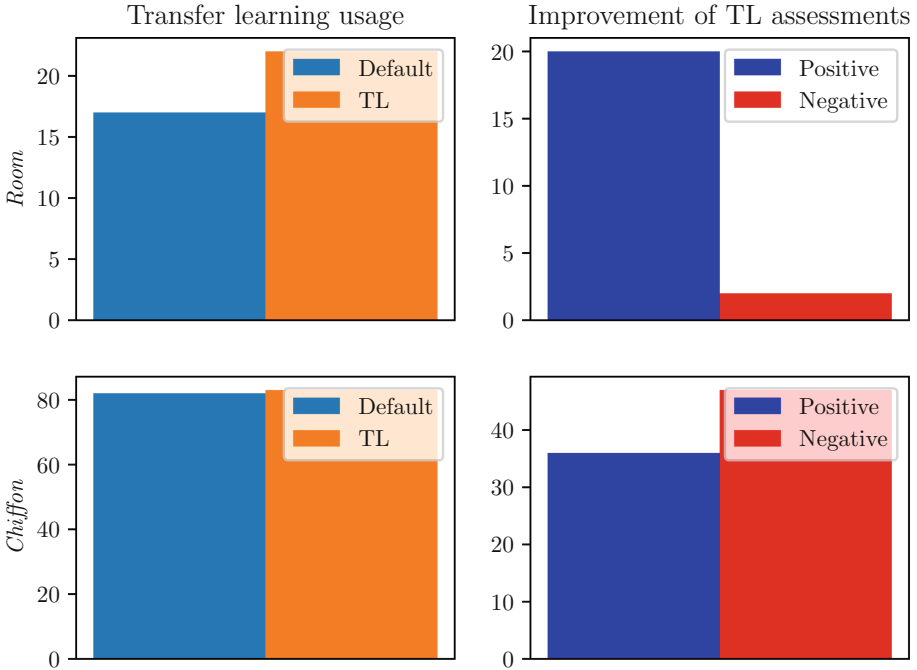 Transfer learning usage
Improvement of TL assessments
Room
20
15
10
5
0
Default
TL
20
15
10
5
0
Positive
Negative
Chiffon
80
60
40
20
0
Default
TL
40
30
20
10
0
Positive
Negative